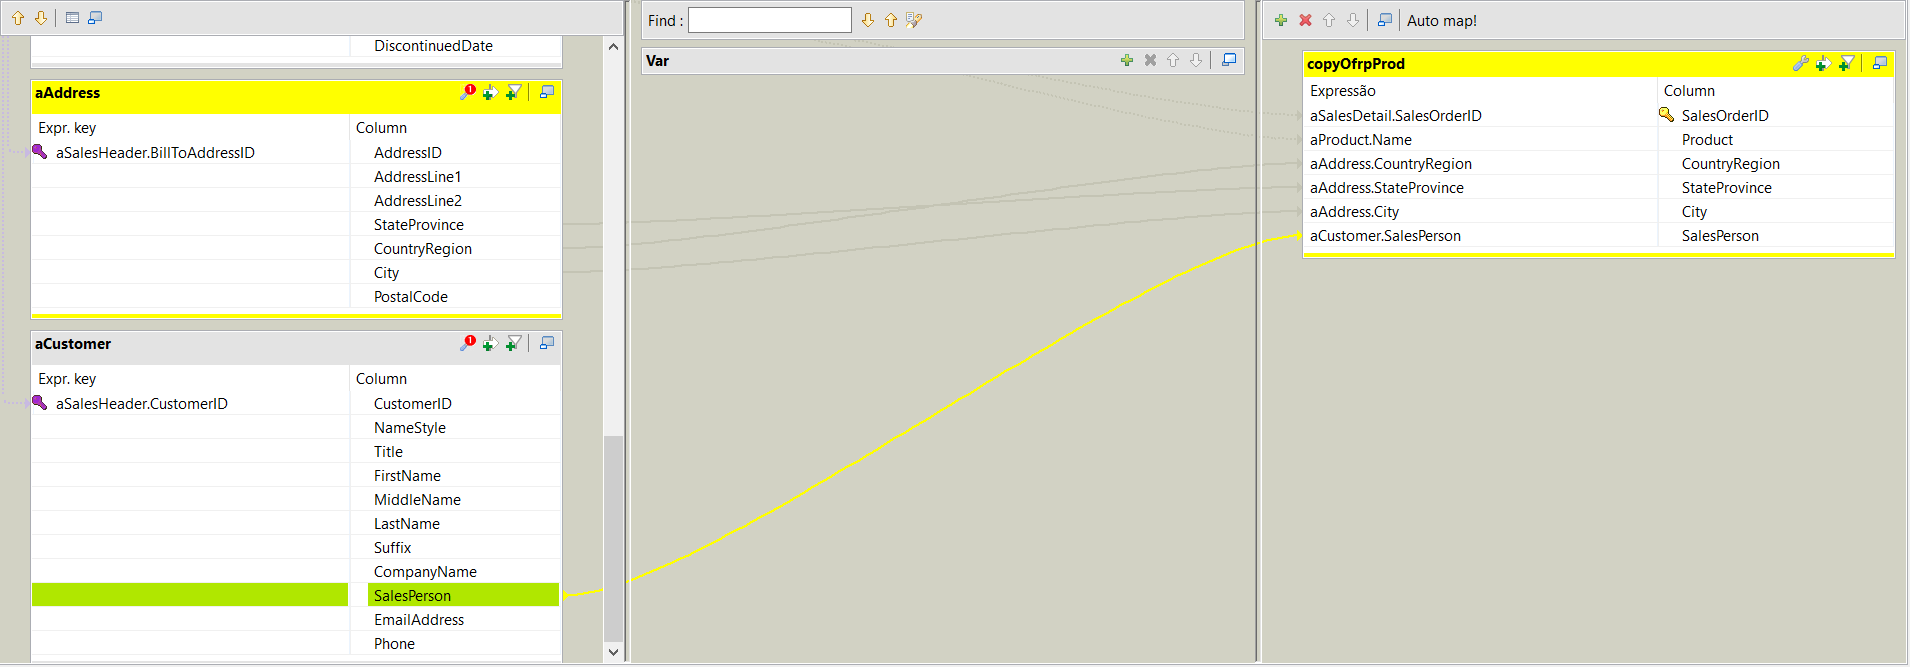 DiscontinuedDate
aAddress
Expr. key Column
aSalesHeader.BillToAddressID AddressID
AddressLine1
AddressLine2
StateProvince
CountryRegion
City
PostalCode
aCustomer
Expr. key Column
aSalesHeader.CustomerID CustomerID
NameStyle
Title
FirstName
MiddleName
LastName
Suffix
CompanyName
SalesPerson
EmailAddress
Phone
Find :
Var
Auto map!
copyOfrpProd
Expressão Column
aSalesDetail.SalesOrderID SalesOrderID
aProduct.Name Product
aAddress.CountryRegion CountryRegion
aAddress.StateProvince StateProvince
aAddress.City City
aCustomer.SalesPerson SalesPerson